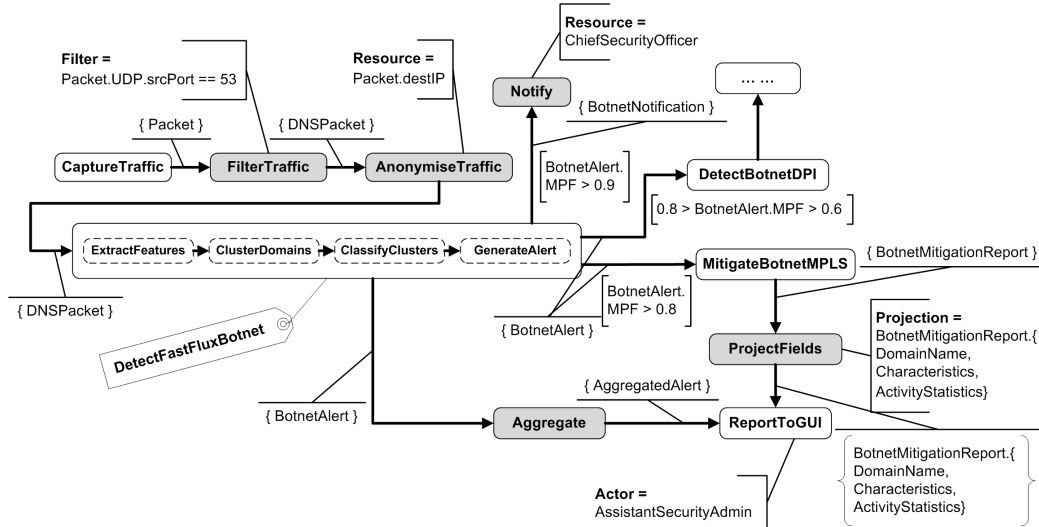 Resource =
ChiefSecurityOfficer
Filter =
Packet.UDP.srcPort == 53
Resource =
Packet.destIP
Notify
... ...
{ Packet }
{ DNSPacket }
{ BotnetNotification }
CaptureTraffic
FilterTraffic
AnonymiseTraffic
BotnetAlert.
MPF > 0.9
DetectBotnetDPI
0.8 > BotnetAlert.MPF > 0.6
ExtractFeatures
ClusterDomains
ClassifyClusters
GenerateAlert
MitigateBotnetMPLS
{ BotnetMitigationReport }
{ DNSPacket }
BotnetAlert.
MPF > 0.8
{ BotnetAlert }
DetectFastFluxBotnet
ProjectFields
Projection =
BotnetMitigationReport.{
DomainName,
Characteristics,
ActivityStatistics}
{ BotnetAlert }
{ AggregatedAlert }
Aggregate
ReportToGUI
BotnetMitigationReport.{
DomainName,
Characteristics,
ActivityStatistics}
Actor =
AssistantSecurityAdmin